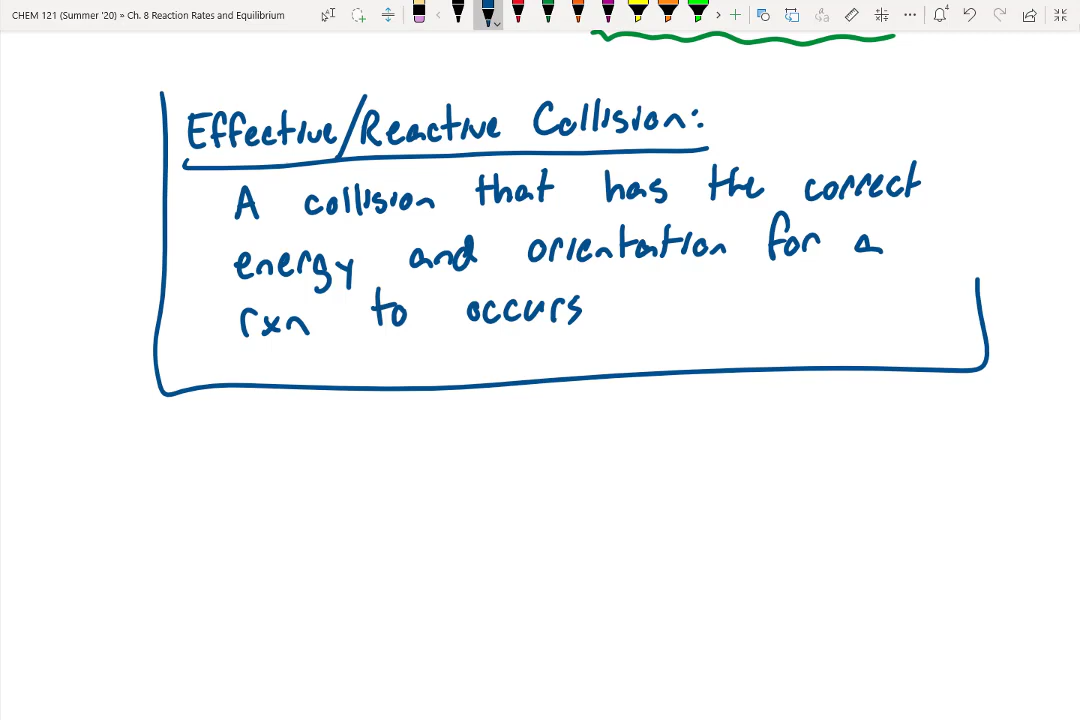 CHEM 121 (Summer '20) » Ch. 8 Reaction Rates and Equilibrium
Effective/Reactive Collision:
A collision that has the correct
energy and orientation for a
rxn to occurs